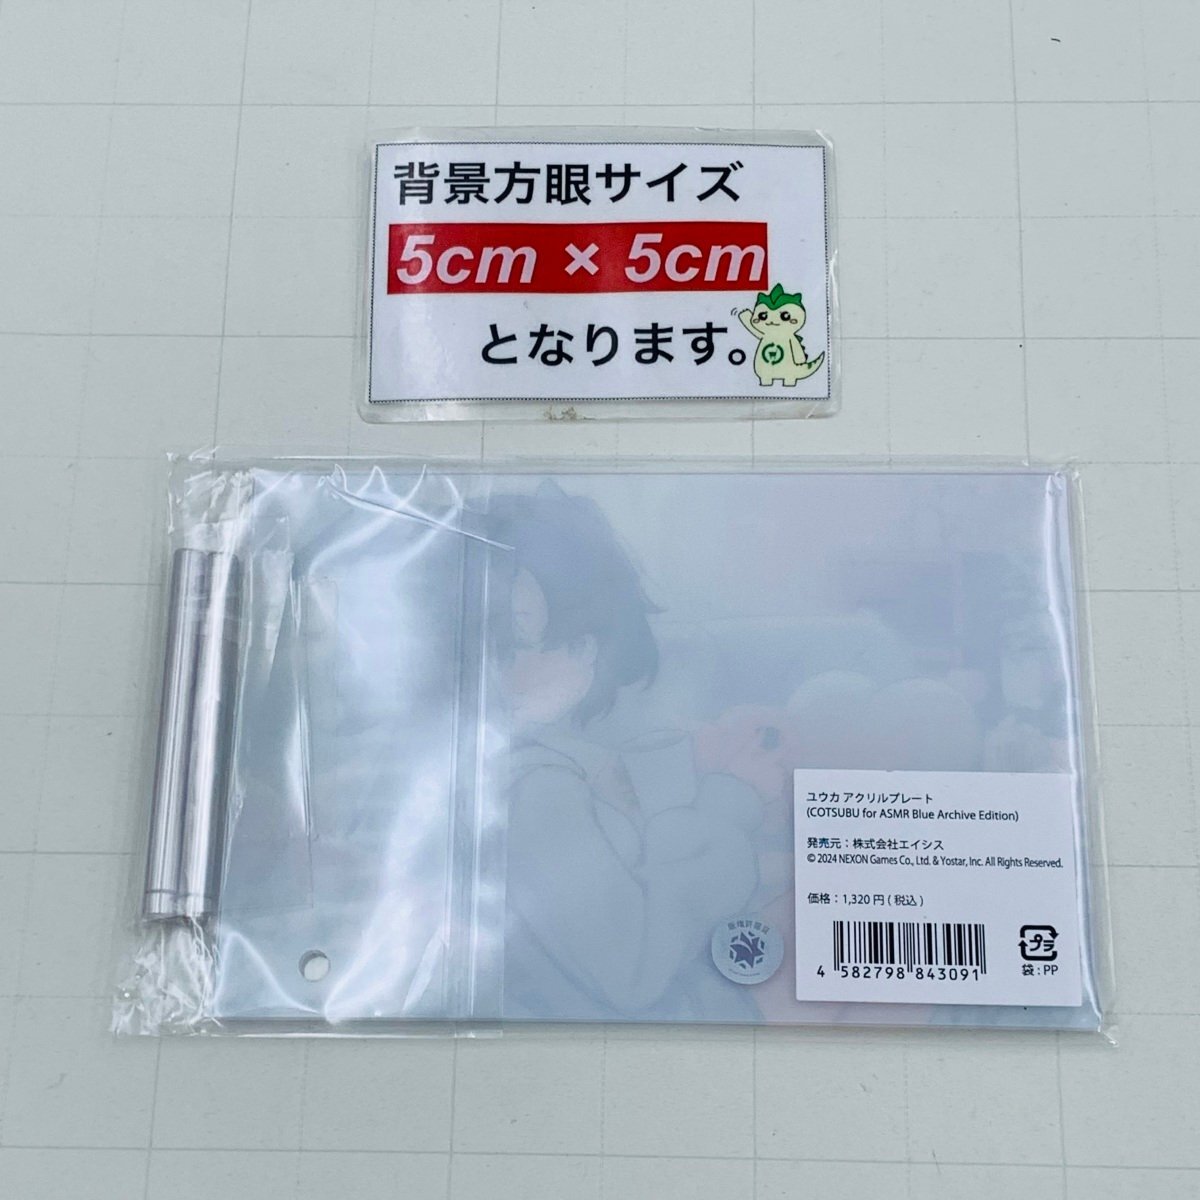 背景方眼サイズ
5cm × 5cm
となります。
ユウカ アクリルプレート
(COTSUBU for ASMR Blue Archive Edition)
発売元：株式会社エイシス
© 2024 NEXON Games Co., Ltd. & Yostar, Inc. All Rights Reserved.
価格：1,320 円 ( 税込 )
4 582798 843091
プラ
袋 : PP